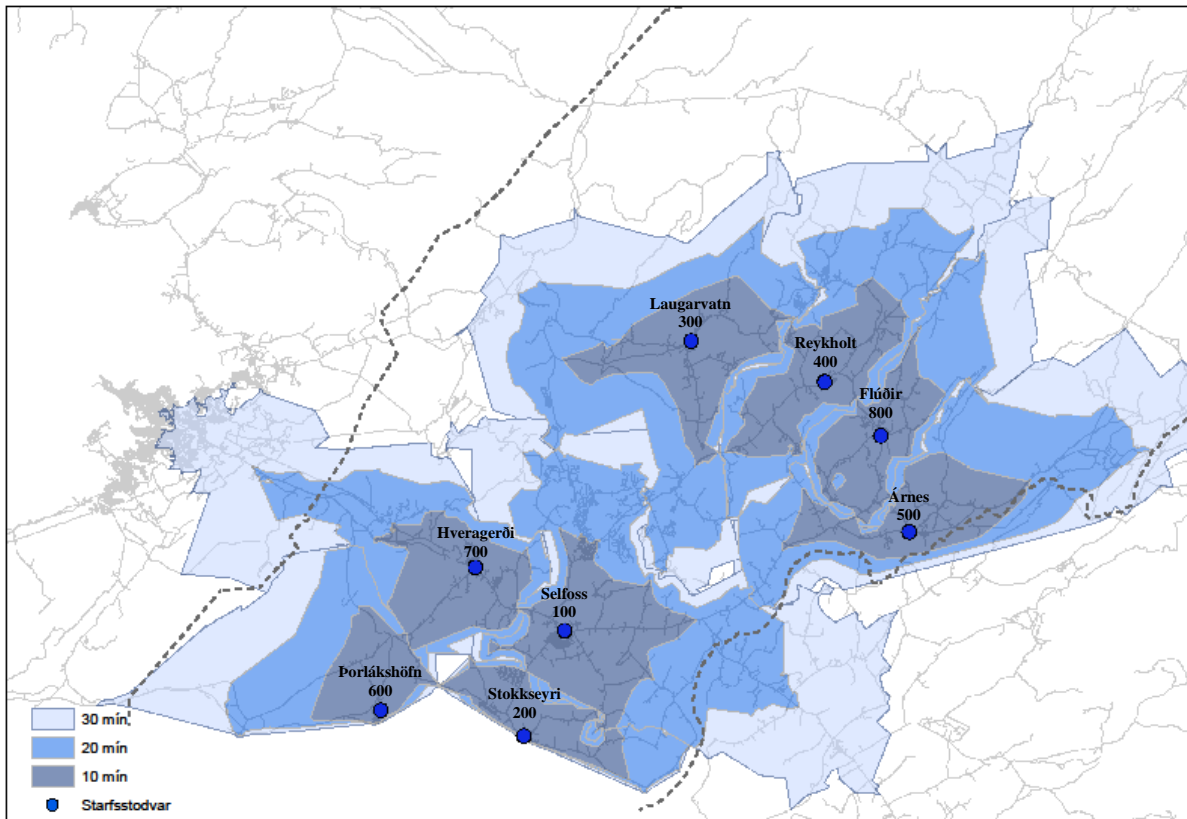 Laugarvatn
300
Reykholt
400
Flúðir
800
Árnes
500
Hveragerði
700
Selfoss
100
Þorlákshöfn
600
Stokkseyri
200
30 mín
20 mín
10 mín
Starfsstodvar